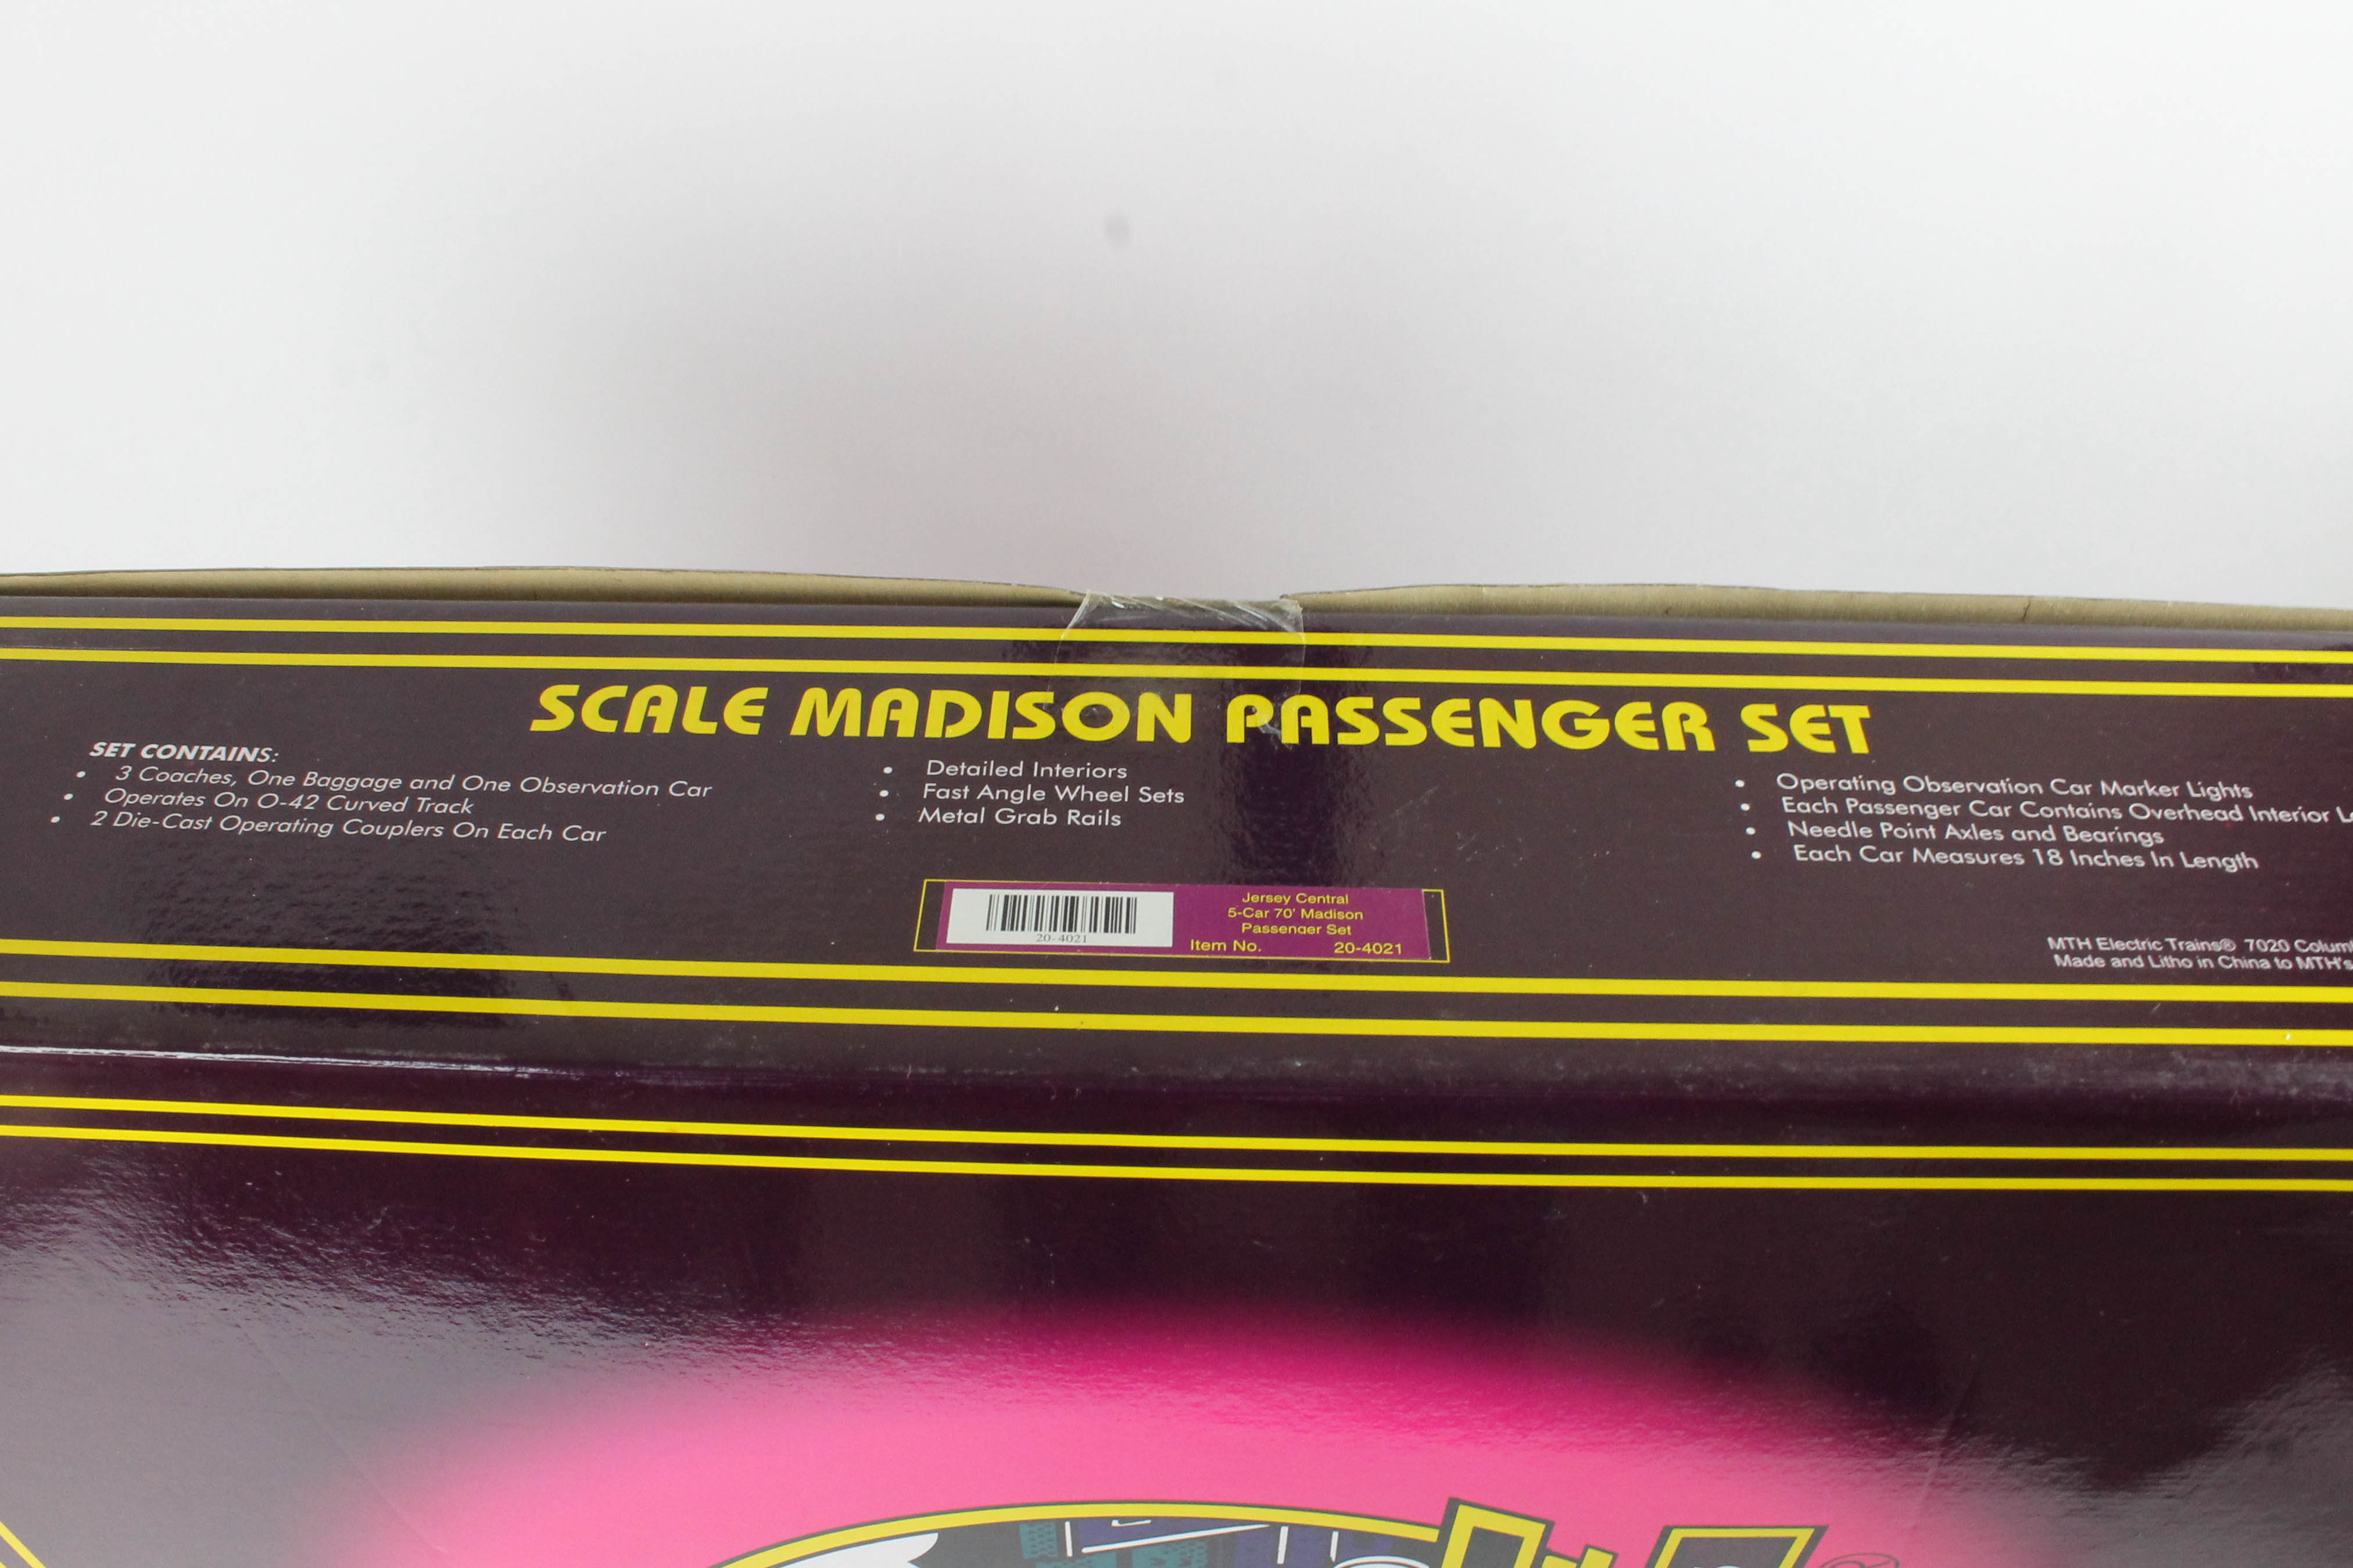 SCALE MADISON PASSENGER SET
SET CONTAINS:
• 3 Coaches, One Baggage and One Observation Car
• Operates On O-42 Curved Track
• 2 Die-Cast Operating Couplers On Each Car
• Detailed Interiors
• Fast Angle Wheel Sets
• Metal Grab Rails
• Operating Observation Car Marker Lights
• Each Passenger Car Contains Overhead Interior
• Needle Point Axles and Bearings
• Each Car Measures 18 Inches In Length
20-4021
Jersey Central
5-Car 70' Madison
Passenger Set
Item No. 20-4021
MTH Electric Trains® 7020
Made and Litho in China to MTH's